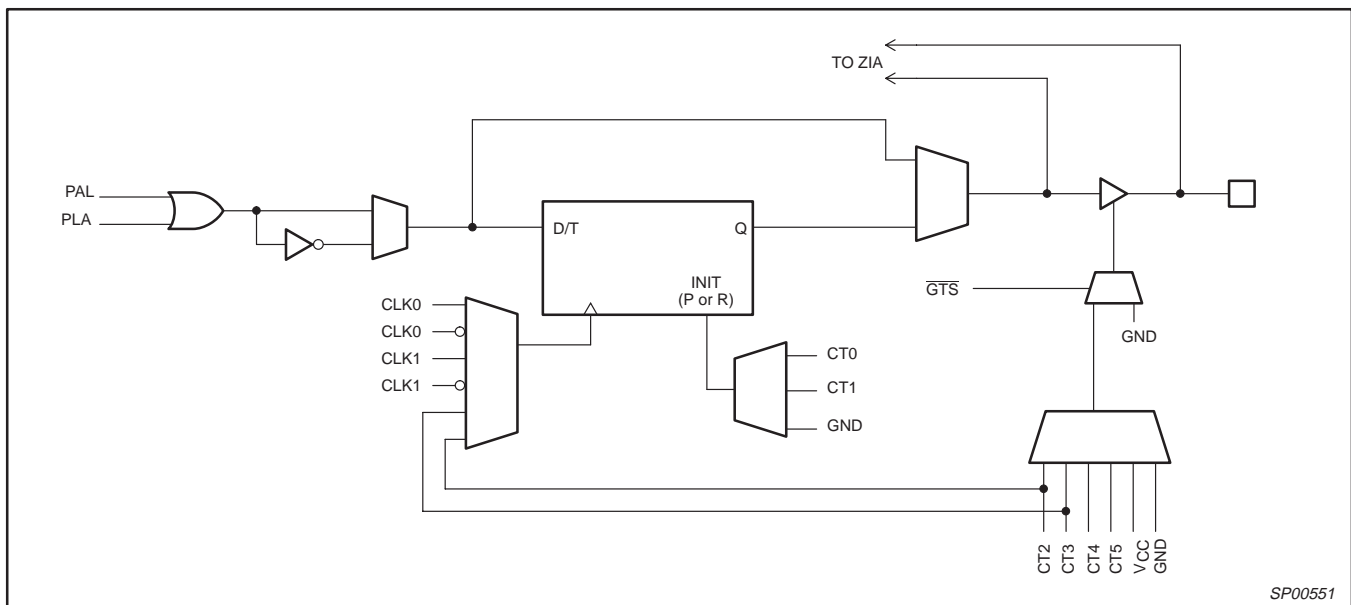 TO ZIA
PAL
PLA
D/T
Q
INIT
(P or R)
CLK0
CLK0
CLK1
CLK1
CT0
CT1
GND
GTS
GND
CT2
CT3
CT4
CT5
VCC
GND
SP00551